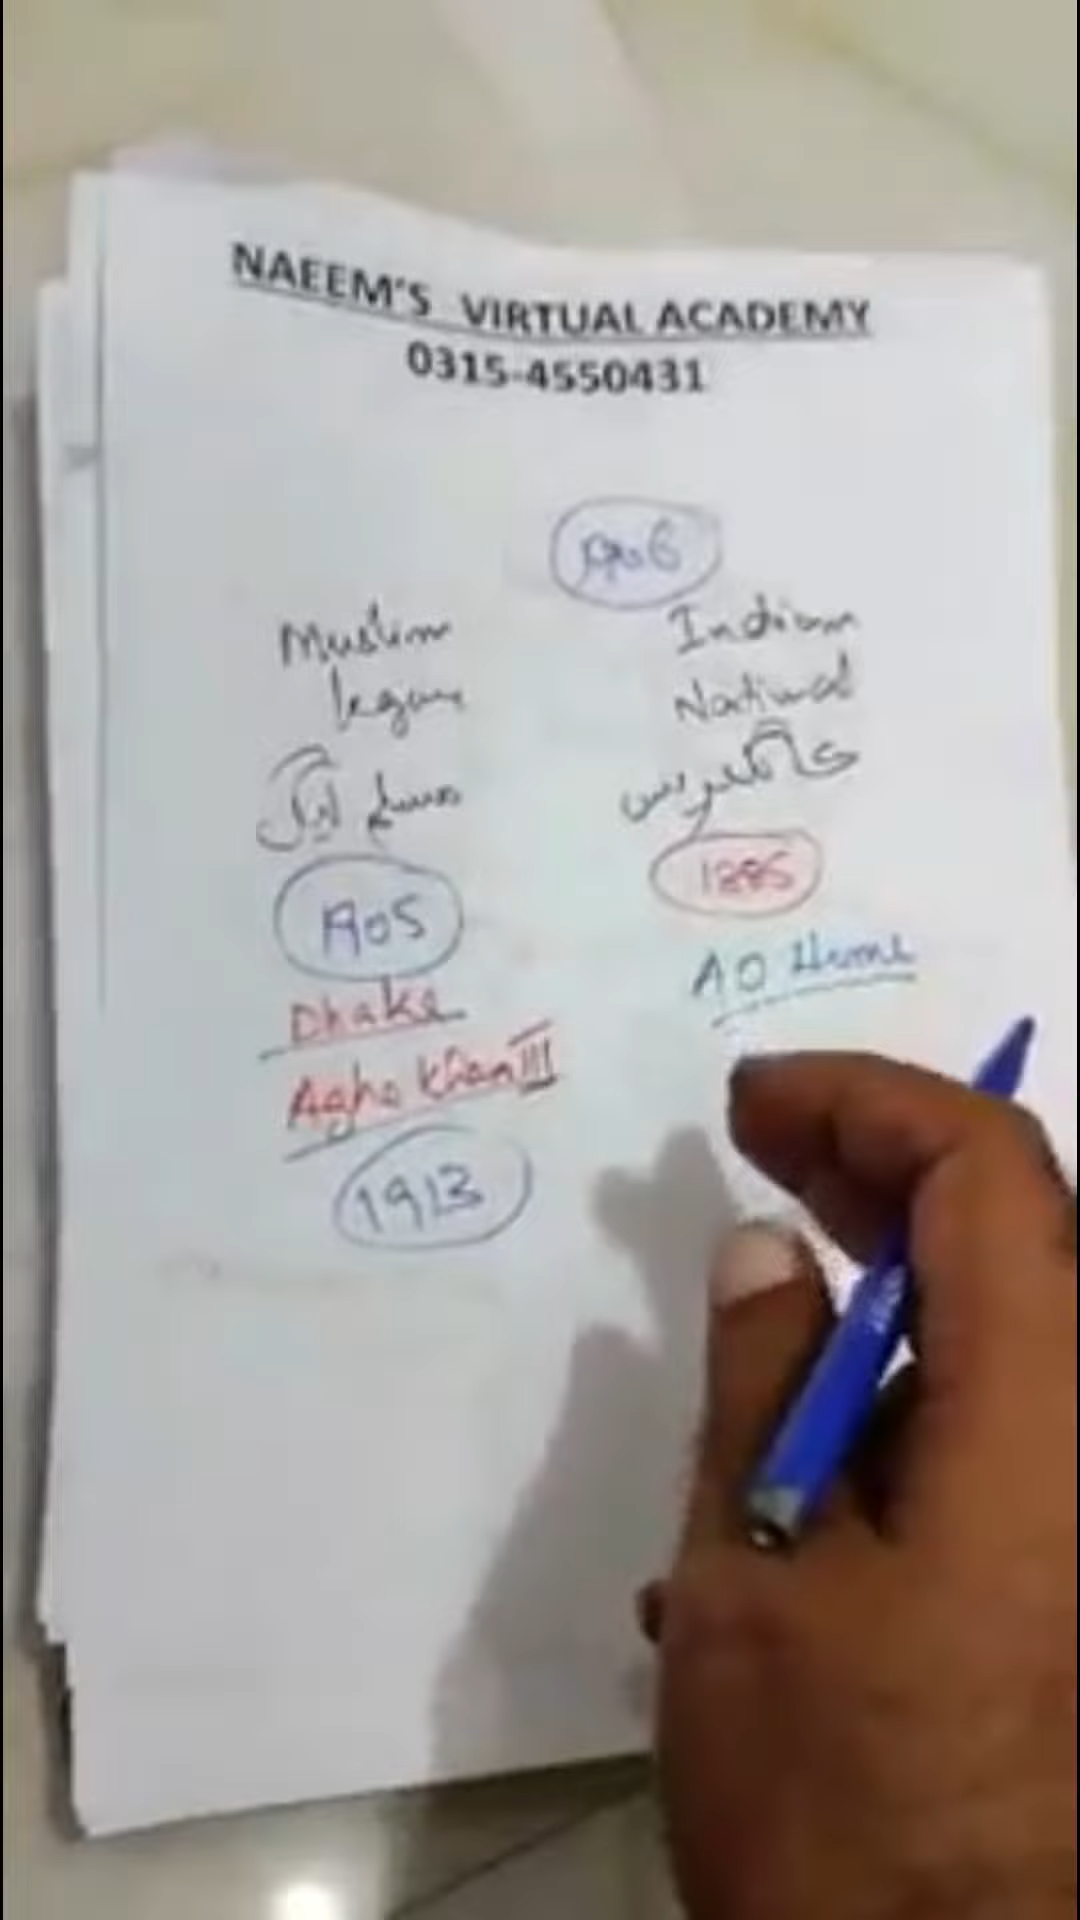 NAEEM'S VIRTUAL ACADEMY
0315-4550431
1906
Muslim
legau
مسلم لیگ
1905
Dhaka
Agha Khan III
1913
Indian
National
کانگریس
1885
A O Hume